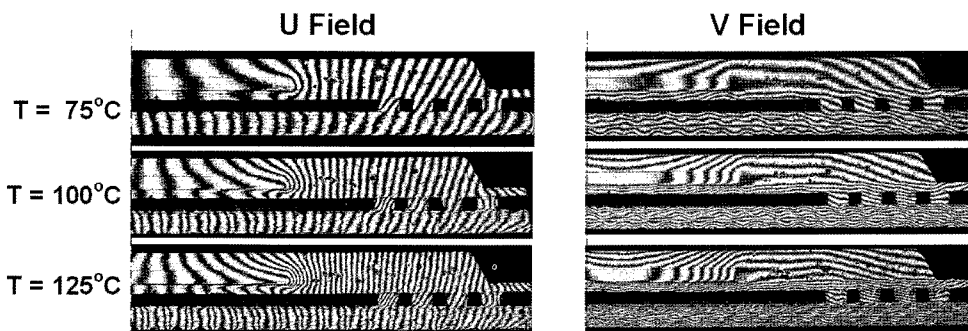 U Field
V Field
T = 75°C
T = 100°C
T = 125°C